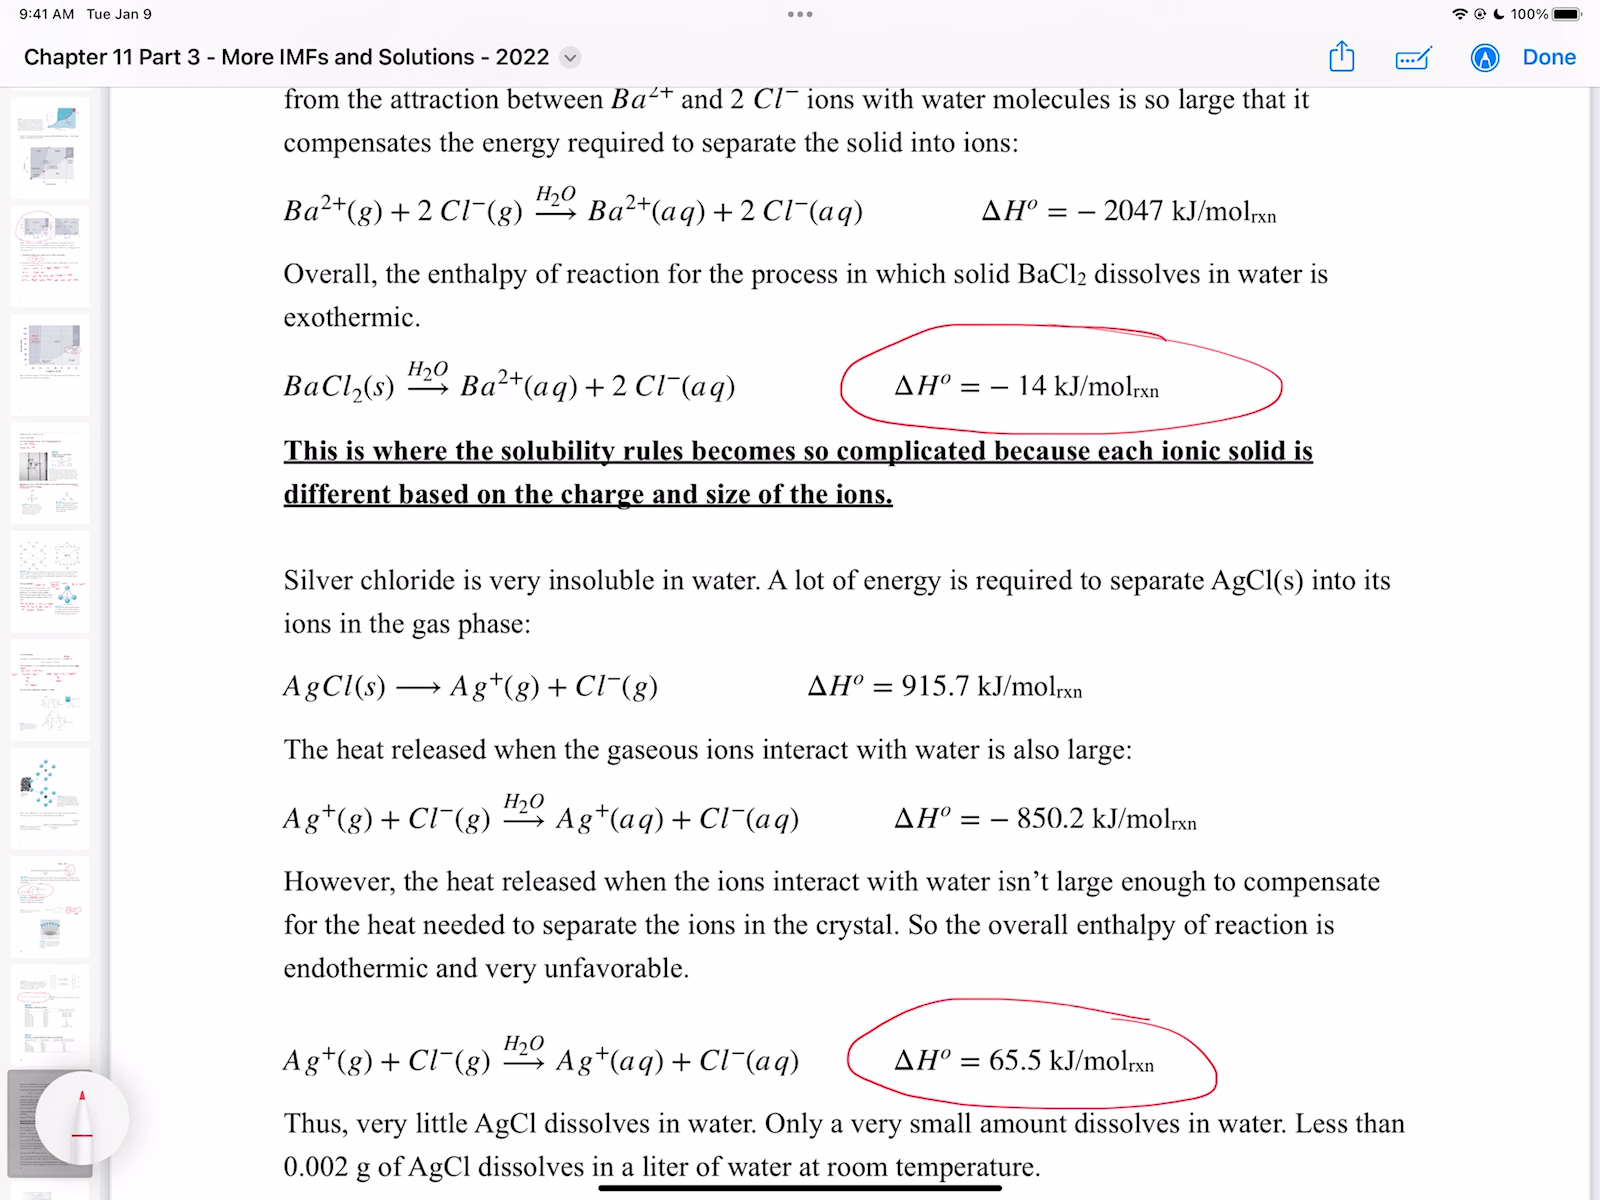 9:41 AM Tue Jan 9
100%
Chapter 11 Part 3 - More IMFs and Solutions - 2022
Done
from the attraction between Ba²⁺ and 2 Cl⁻ ions with water molecules is so large that it
compensates the energy required to separate the solid into ions:
Ba²⁺(g) + 2 Cl⁻(g) —H₂O→ Ba²⁺(aq) + 2 Cl⁻(aq) ΔH° = − 2047 kJ/molrxn
Overall, the enthalpy of reaction for the process in which solid BaCl₂ dissolves in water is
exothermic.
BaCl₂(s) —H₂O→ Ba²⁺(aq) + 2 Cl⁻(aq) ΔH° = − 14 kJ/molrxn
This is where the solubility rules becomes so complicated because each ionic solid is
different based on the charge and size of the ions.
Silver chloride is very insoluble in water. A lot of energy is required to separate AgCl(s) into its
ions in the gas phase:
AgCl(s) ⟶ Ag⁺(g) + Cl⁻(g) ΔH° = 915.7 kJ/molrxn
The heat released when the gaseous ions interact with water is also large:
Ag⁺(g) + Cl⁻(g) —H₂O→ Ag⁺(aq) + Cl⁻(aq) ΔH° = − 850.2 kJ/molrxn
However, the heat released when the ions interact with water isn’t large enough to compensate
for the heat needed to separate the ions in the crystal. So the overall enthalpy of reaction is
endothermic and very unfavorable.
Ag⁺(g) + Cl⁻(g) —H₂O→ Ag⁺(aq) + Cl⁻(aq) ΔH° = 65.5 kJ/molrxn
Thus, very little AgCl dissolves in water. Only a very small amount dissolves in water. Less than
0.002 g of AgCl dissolves in a liter of water at room temperature.